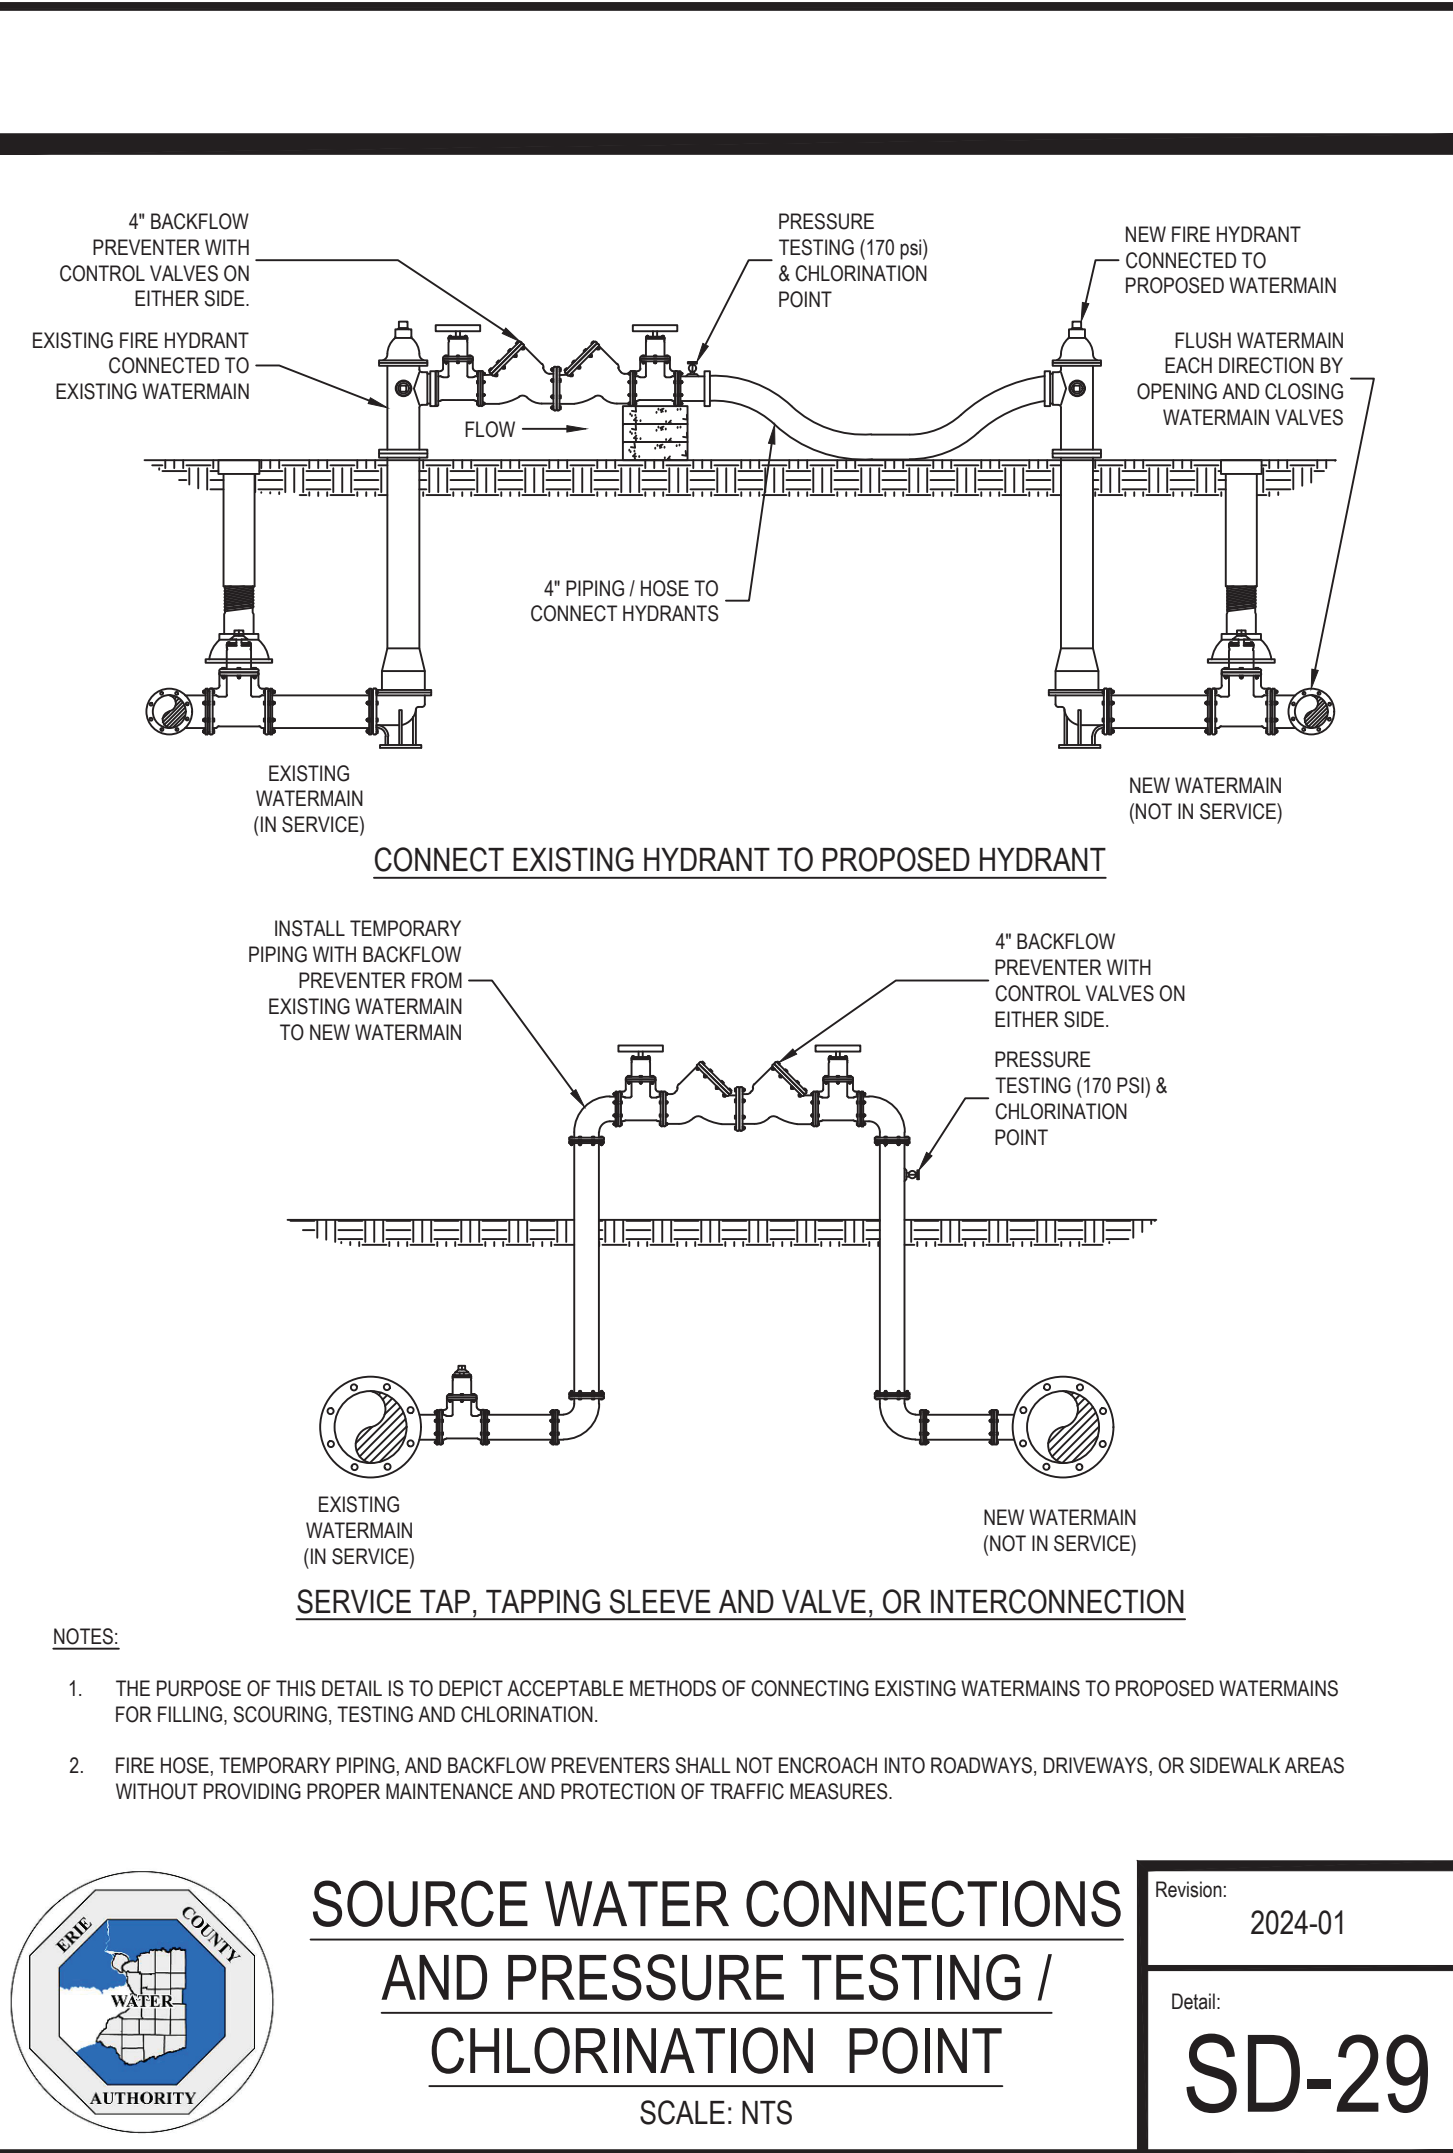 4" BACKFLOW
PREVENTER WITH
CONTROL VALVES ON
EITHER SIDE.
EXISTING FIRE HYDRANT
CONNECTED TO
EXISTING WATERMAIN
PRESSURE
TESTING (170 psi)
& CHLORINATION
POINT
NEW FIRE HYDRANT
CONNECTED TO
PROPOSED WATERMAIN
FLUSH WATERMAIN
EACH DIRECTION BY
OPENING AND CLOSING
WATERMAIN VALVES
FLOW
4" PIPING / HOSE TO
CONNECT HYDRANTS
EXISTING
WATERMAIN
(IN SERVICE)
NEW WATERMAIN
(NOT IN SERVICE)
CONNECT EXISTING HYDRANT TO PROPOSED HYDRANT
INSTALL TEMPORARY
PIPING WITH BACKFLOW
PREVENTER FROM
EXISTING WATERMAIN
TO NEW WATERMAIN
4" BACKFLOW
PREVENTER WITH
CONTROL VALVES ON
EITHER SIDE.
PRESSURE
TESTING (170 PSI) &
CHLORINATION
POINT
EXISTING
WATERMAIN
(IN SERVICE)
NEW WATERMAIN
(NOT IN SERVICE)
SERVICE TAP, TAPPING SLEEVE AND VALVE, OR INTERCONNECTION
NOTES:
1. THE PURPOSE OF THIS DETAIL IS TO DEPICT ACCEPTABLE METHODS OF CONNECTING EXISTING WATERMAINS TO PROPOSED WATERMAINS
FOR FILLING, SCOURING, TESTING AND CHLORINATION.
2. FIRE HOSE, TEMPORARY PIPING, AND BACKFLOW PREVENTERS SHALL NOT ENCROACH INTO ROADWAYS, DRIVEWAYS, OR SIDEWALK AREAS
WITHOUT PROVIDING PROPER MAINTENANCE AND PROTECTION OF TRAFFIC MEASURES.
ERIE COUNTY
WATER
AUTHORITY
SOURCE WATER CONNECTIONS
AND PRESSURE TESTING /
CHLORINATION POINT
SCALE: NTS
Revision:
2024-01
Detail:
SD-29